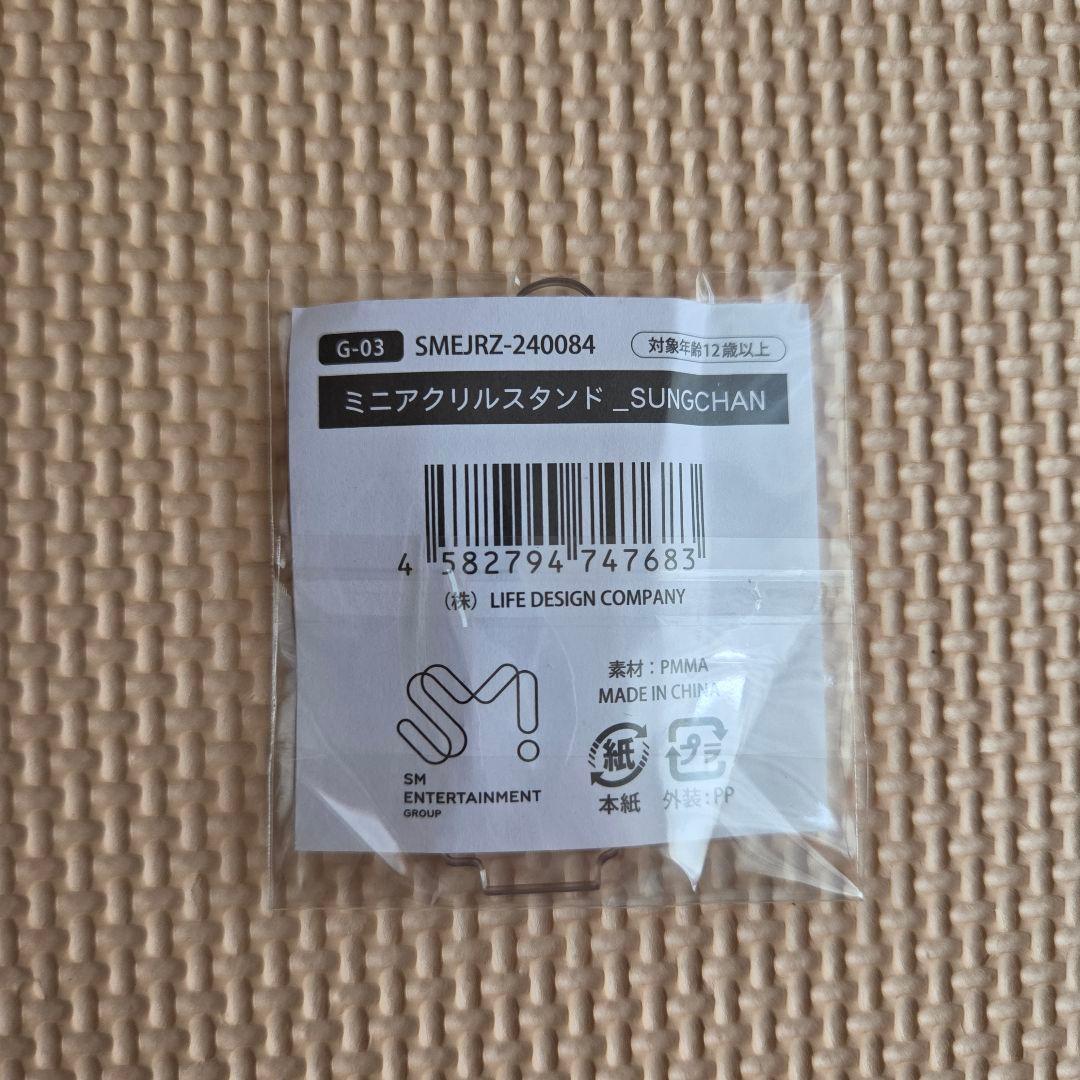 G-03 SMEJRZ-240084 対象年齢12歳以上
ミニアクリルスタンド _SUNGCHAN
4 582794 747683
（株） LIFE DESIGN COMPANY
素材：PMMA
MADE IN CHINA
紙 プラ
本紙 外装：PP
SM
ENTERTAINMENT
GROUP